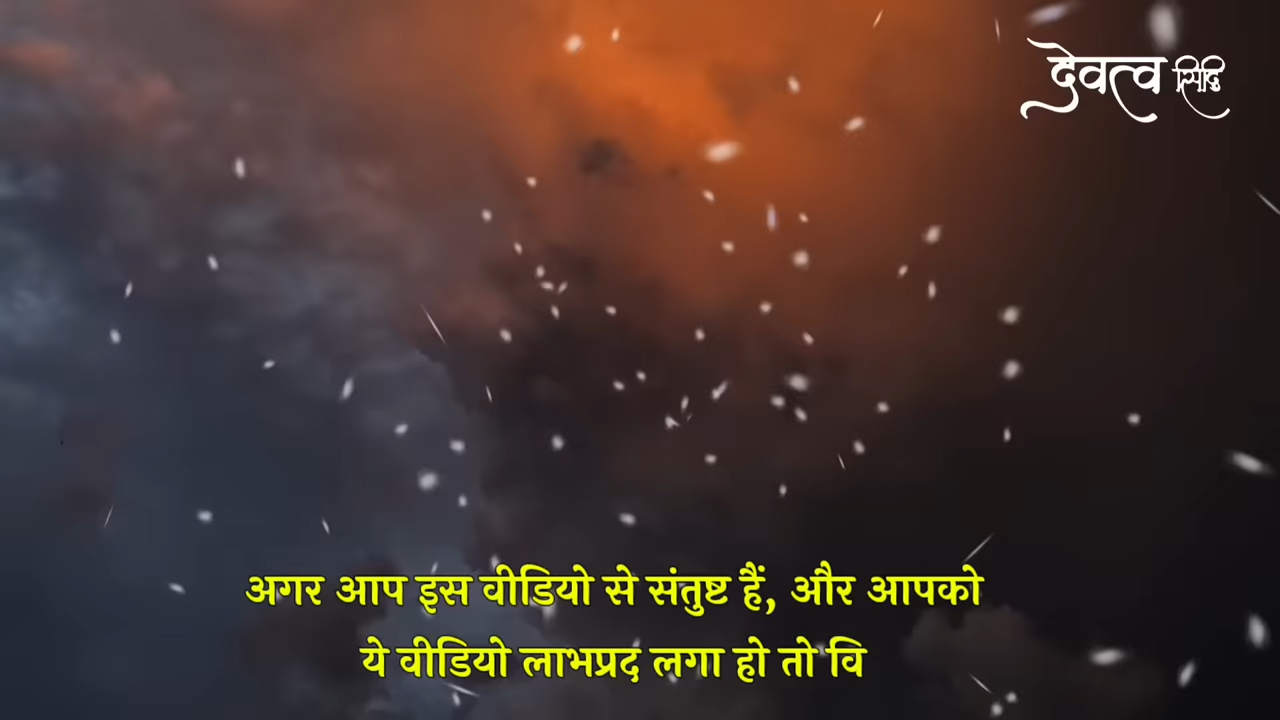 देवत्व सिद्धि
अगर आप इस वीडियो से संतुष्ट हैं, और आपको
ये वीडियो लाभप्रद लगा हो तो वि